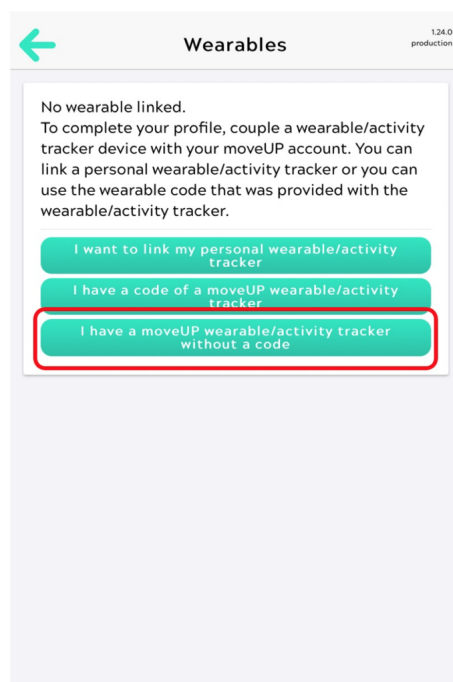 Wearables
1.24.0
production
No wearable linked.
To complete your profile, couple a wearable/activity
tracker device with your moveUP account. You can
link a personal wearable/activity tracker or you can
use the wearable code that was provided with the
wearable/activity tracker.
I want to link my personal wearable/activity
tracker
I have a code of a moveUP wearable/activity
tracker
I have a moveUP wearable/activity tracker
without a code